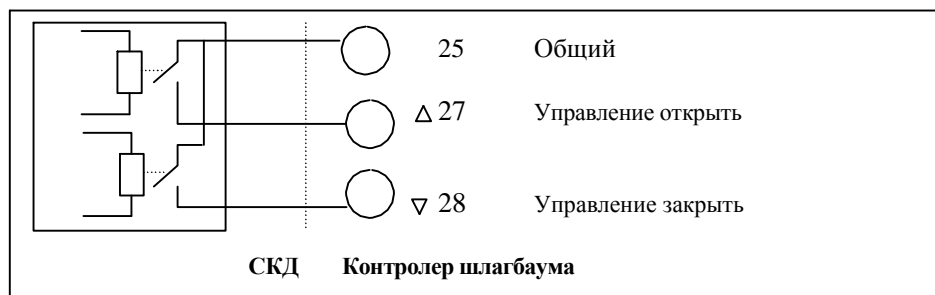 25 Общий
△ 27 Управление открыть
▽ 28 Управление закрыть
СКД Контролер шлагбаума